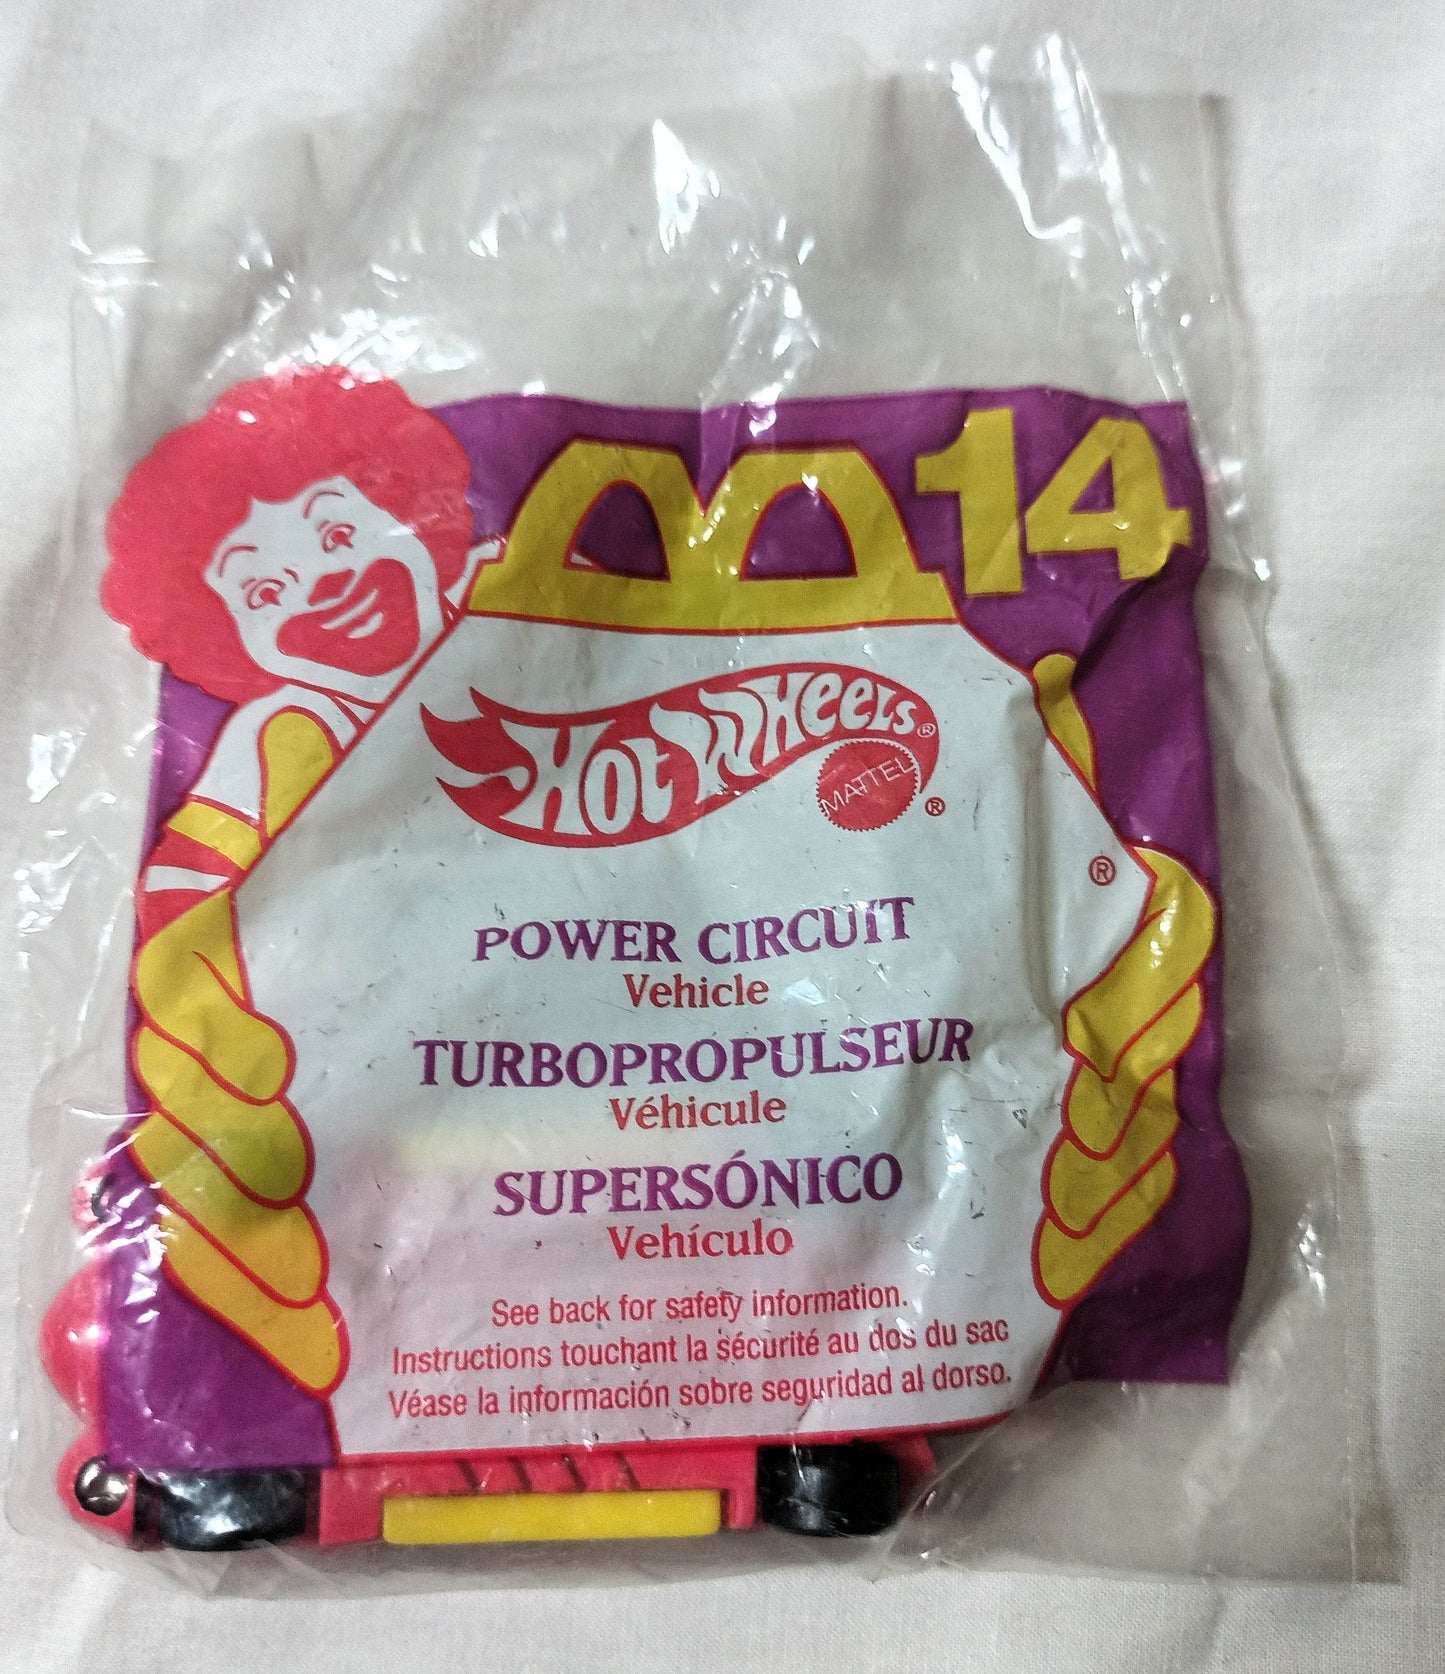 14
HOT WHEELS®
MATTEL
®
®
POWER CIRCUIT
Vehicle
TURBOPROPULSEUR
Véhicule
SUPERSÓNICO
Vehículo
See back for safety information.
Instructions touchant la sécurité au dos du sac
Véase la información sobre seguridad al dorso.